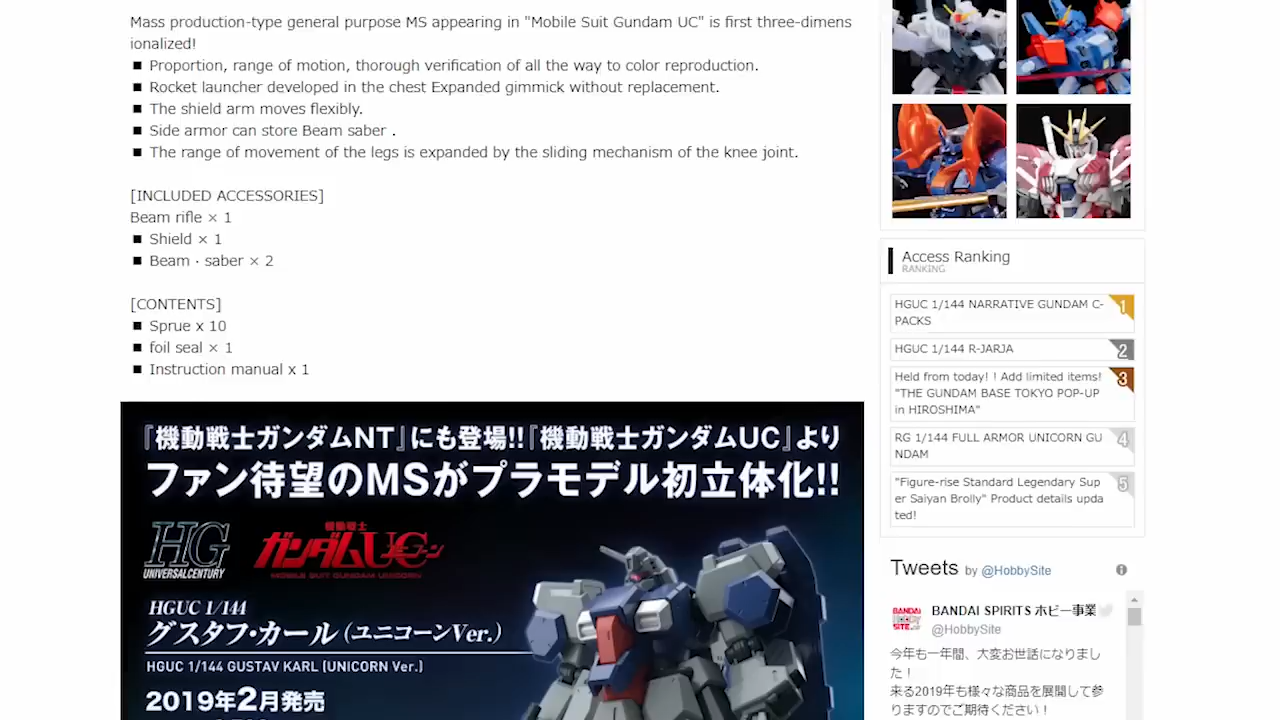 Mass production-type general purpose MS appearing in "Mobile Suit Gundam UC" is first three-dimens
ionalized!
■ Proportion, range of motion, thorough verification of all the way to color reproduction.
■ Rocket launcher developed in the chest Expanded gimmick without replacement.
■ The shield arm moves flexibly.
■ Side armor can store Beam saber .
■ The range of movement of the legs is expanded by the sliding mechanism of the knee joint.
[INCLUDED ACCESSORIES]
Beam rifle × 1
■ Shield × 1
■ Beam · saber × 2
[CONTENTS]
■ Sprue x 10
■ foil seal × 1
■ Instruction manual x 1
『機動戦士ガンダムNT』にも登場!!『機動戦士ガンダムUC』より
ファン待望のMSがプラモデル初立体化!!
HG
UNIVERSAL CENTURY
機動戦士
ガンダムUC
MOBILE SUIT GUNDAM UNICORN
HGUC 1/144
グスタフ・カール(ユニコーンVer.)
HGUC 1/144 GUSTAV KARL (UNICORN Ver.)
2019年2月発売
Access Ranking
RANKING
HGUC 1/144 NARRATIVE GUNDAM C-
PACKS
1
HGUC 1/144 R-JARJA
2
Held from today! ! Add limited items!
"THE GUNDAM BASE TOKYO POP-UP
in HIROSHIMA"
3
RG 1/144 FULL ARMOR UNICORN GU
NDAM
4
"Figure-rise Standard Legendary Sup
er Saiyan Brolly" Product details upda
ted!
5
Tweets by @HobbySite
BANDAI SPIRITS ホビー事業
@HobbySite
今年も一年間、大変お世話になりまし
た！
来る2019年も様々な商品を展開して参
りますのでご期待ください！